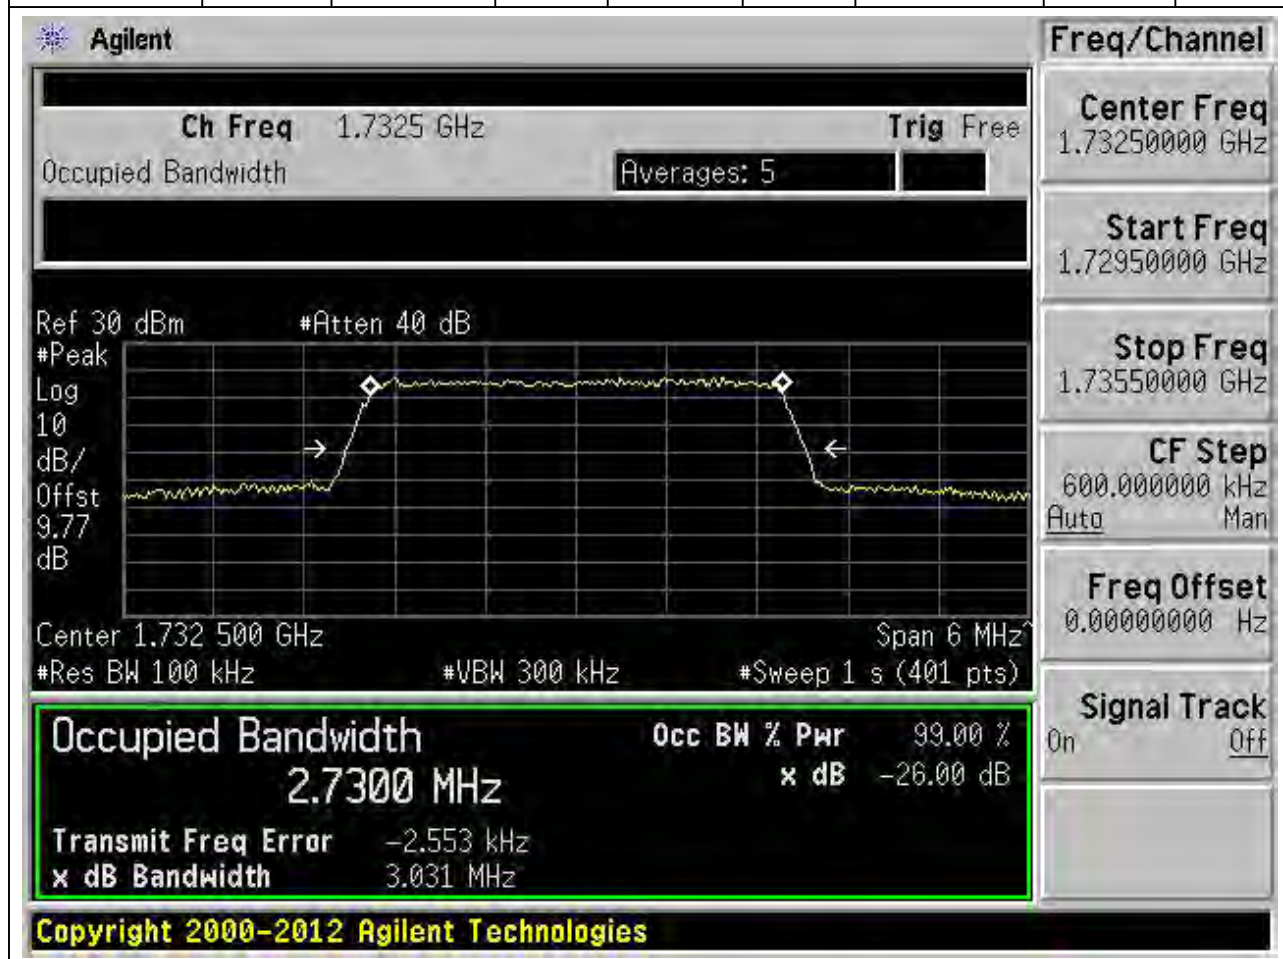 Agilent
Freq/Channel
Ch Freq 1.7325 GHz Trig Free
Occupied Bandwidth Averages: 5
Center Freq
1.73250000 GHz
Start Freq
1.72950000 GHz
Stop Freq
1.73550000 GHz
CF Step
600.000000 kHz
Auto Man
Freq Offset
0.00000000 Hz
Signal Track
On Off
Ref 30 dBm #Atten 40 dB
#Peak
Log
10
dB/
Offst
9.77
dB
Center 1.732 500 GHz Span 6 MHz^
#Res BW 100 kHz #VBW 300 kHz #Sweep 1 s (401 pts)
Occupied Bandwidth Occ BW % Pwr 99.00 %
2.7300 MHz x dB -26.00 dB
Transmit Freq Error -2.553 kHz
x dB Bandwidth 3.031 MHz
Copyright 2000-2012 Agilent Technologies